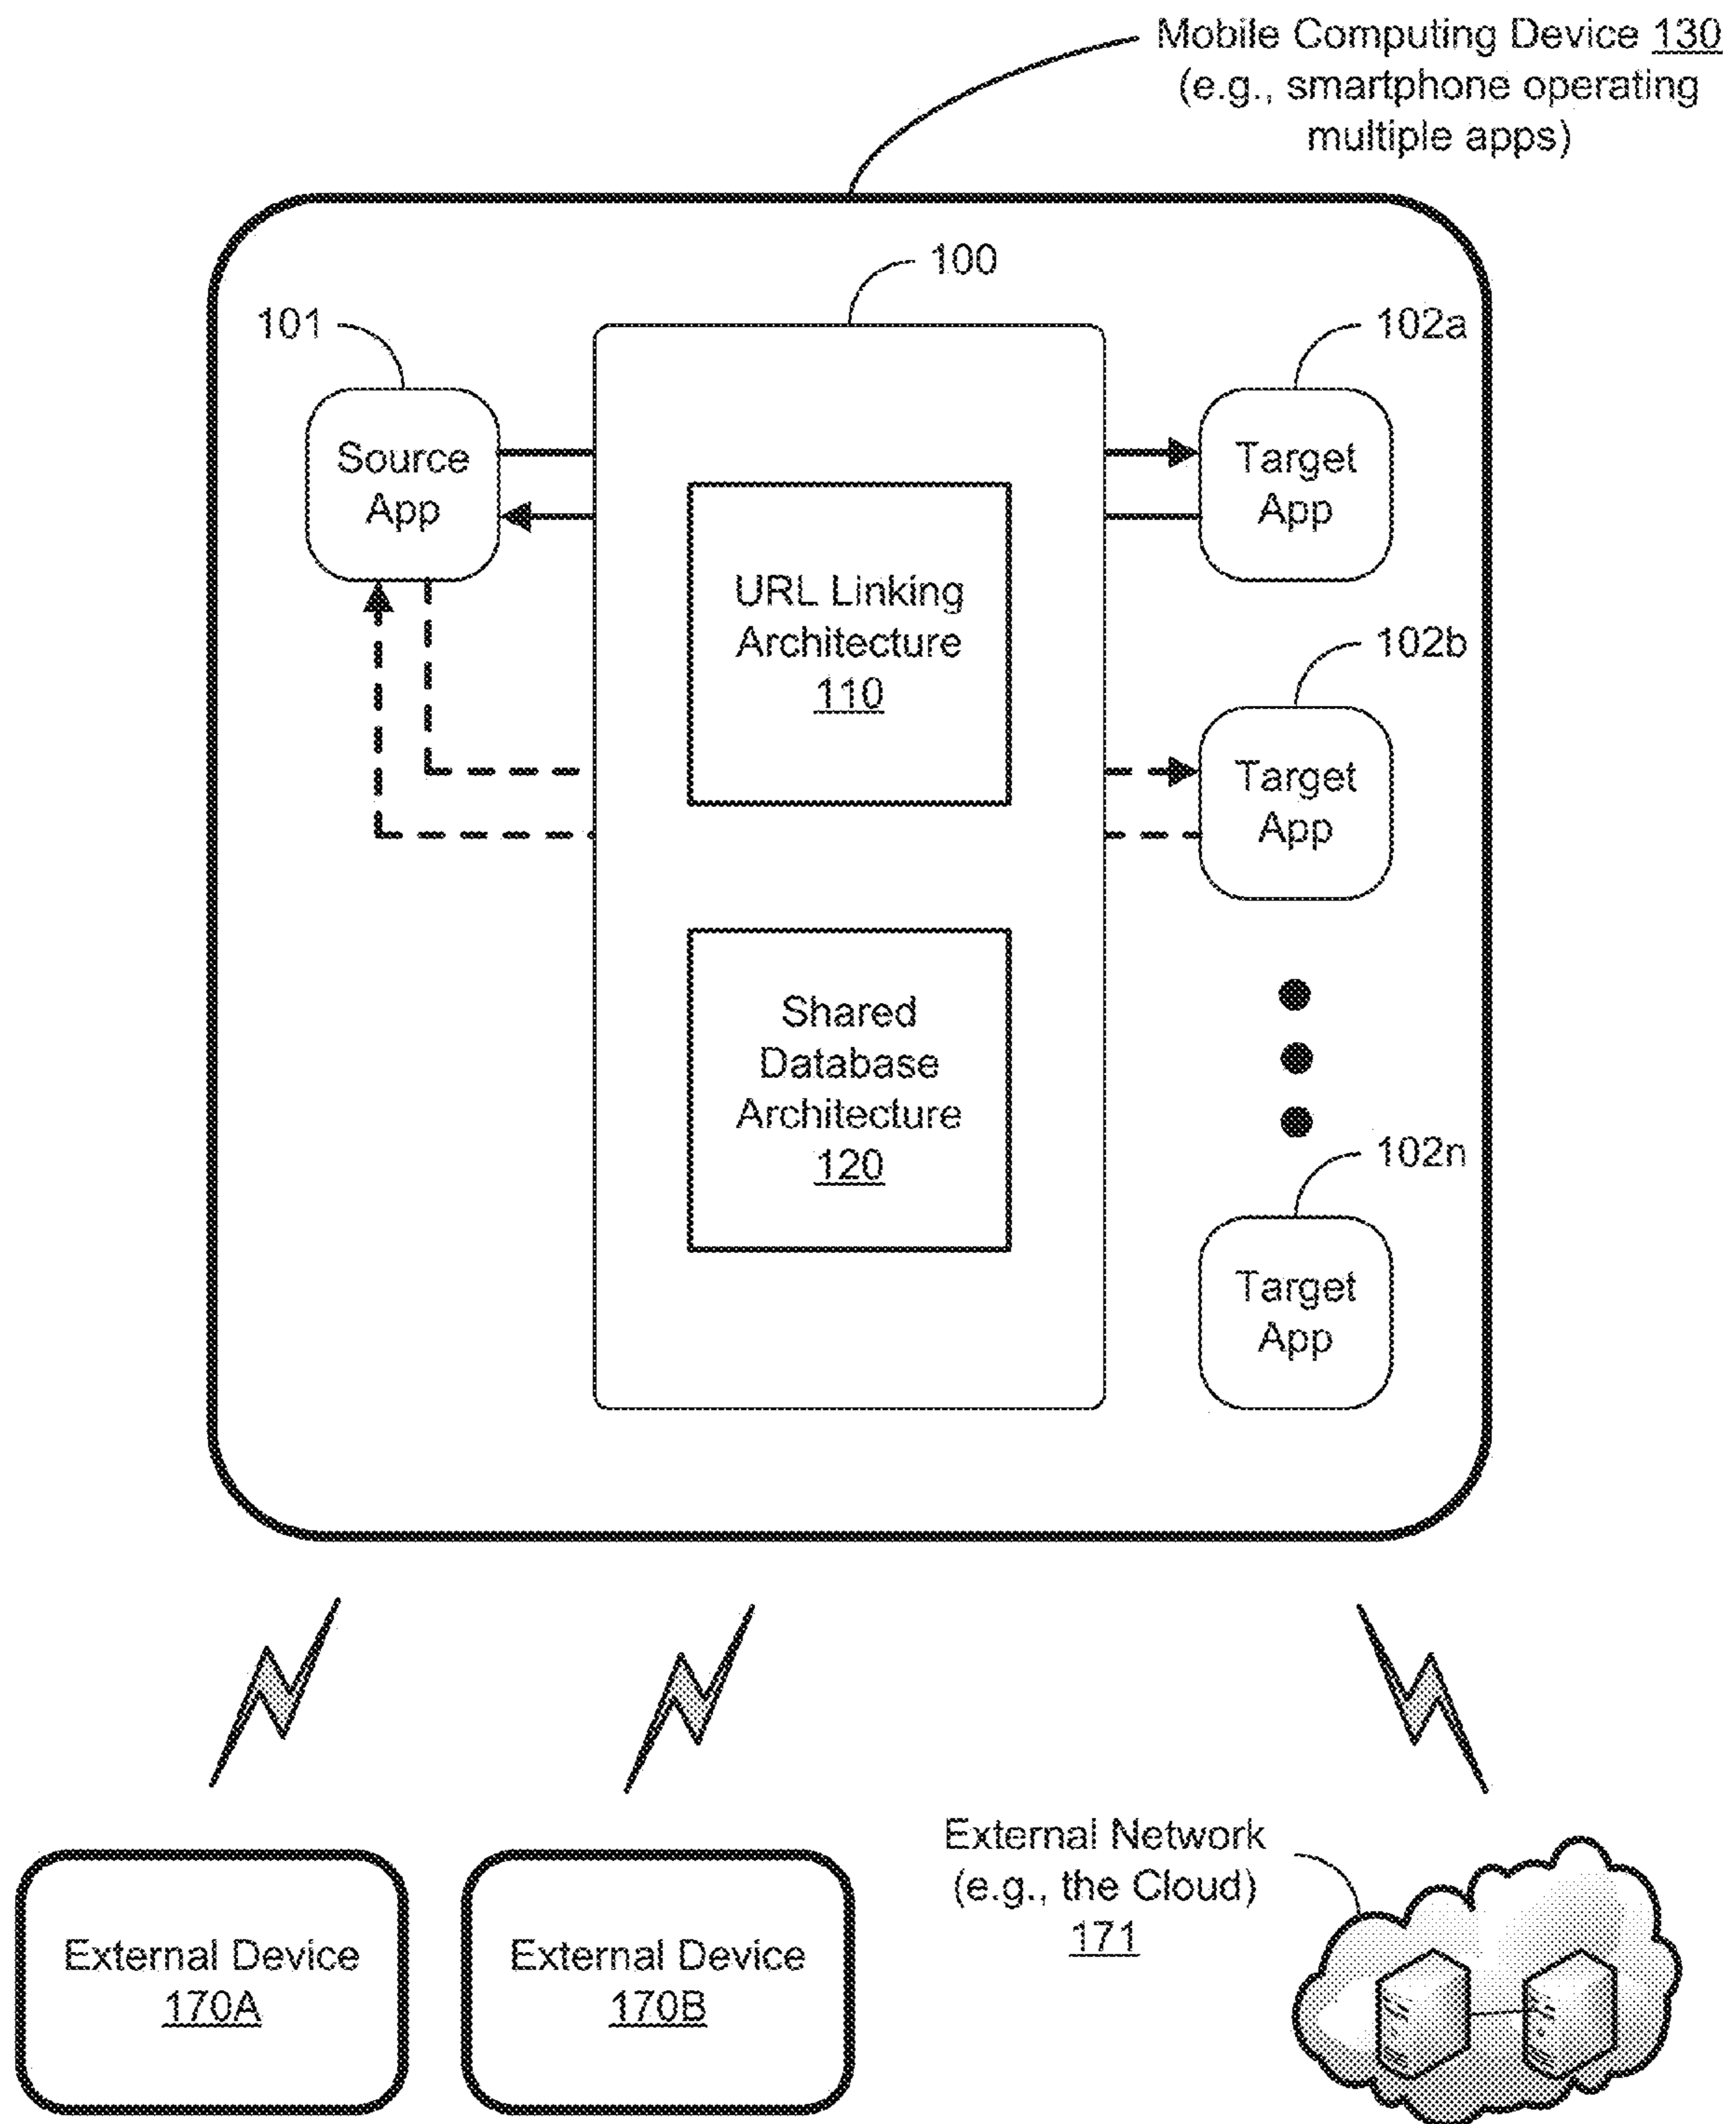 Mobile Computing Device 130
(e.g., smartphone operating
multiple apps)
100
101
102a
Source
App
Target
App
URL Linking
Architecture
110
102b
Target
App
Shared
Database
Architecture
120
102n
Target
App
External Network
(e.g., the Cloud)
171
External Device
170A
External Device
170B